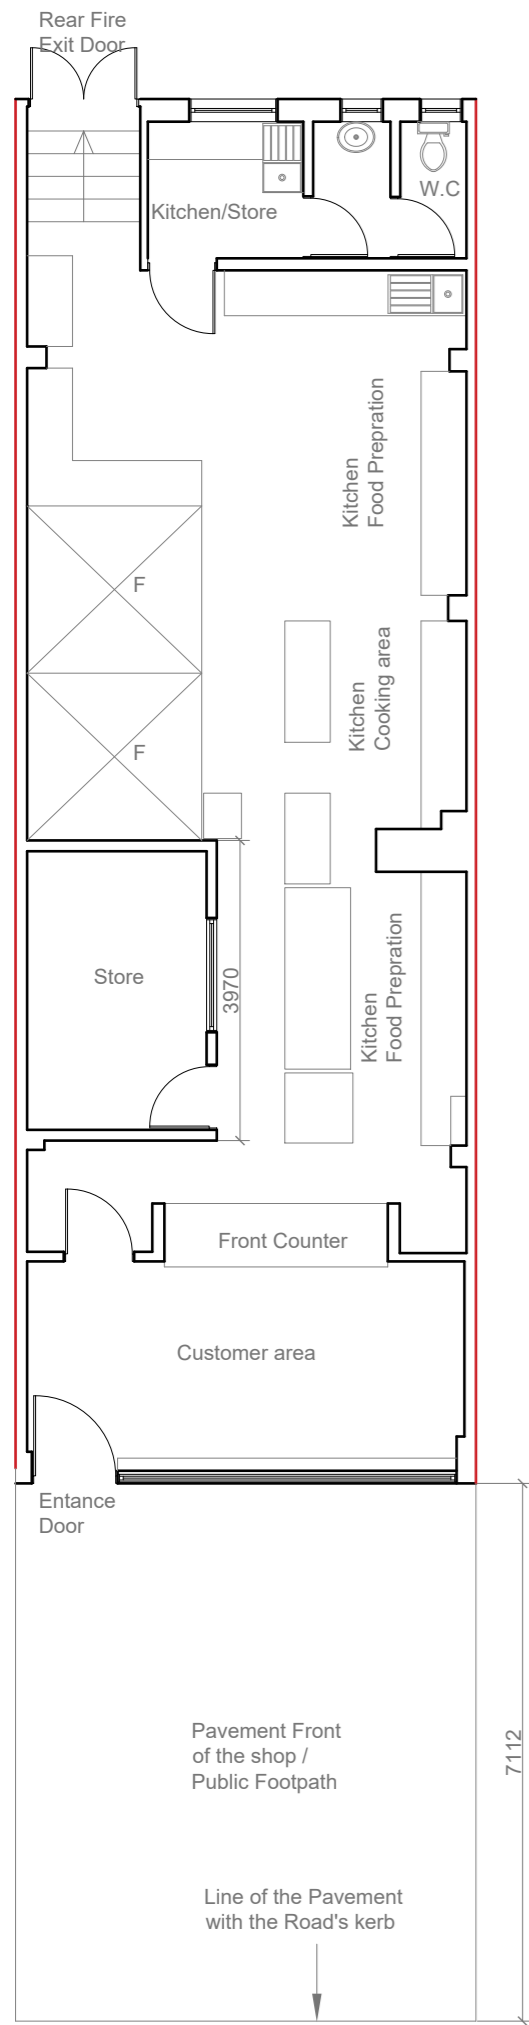 Rear Fire
Exit Door
W.C
Kitchen/Store
Kitchen
Food Prepration
F
Kitchen
Cooking area
F
Store
3970
Kitchen
Food Prepration
Front Counter
Customer area
Entance
Door
Pavement Front
of the shop /
Public Footpath
7112
Line of the Pavement
with the Road's kerb